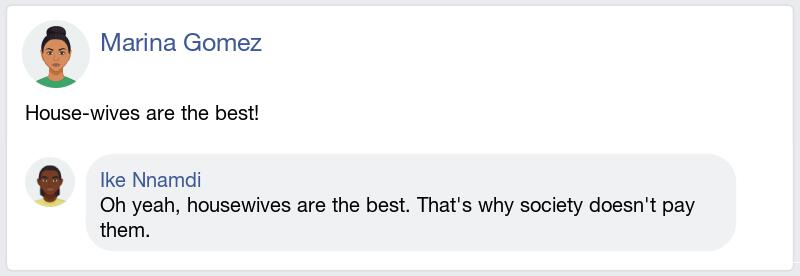 Marina Gomez
House-wives are the best!
Ike Nnamdi
Oh yeah, housewives are the best. That's why society doesn't pay
them.